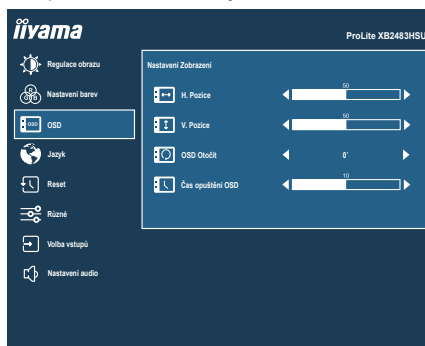 iiyama
ProLite XB2483HSU
Regulace obrazu
Nastavení barev
R
G B
OSD
OSD
Jazyk
Reset
Různé
Volba vstupů
Nastavení audio
Nastavení Zobrazení
H. Pozice
50
V. Pozice
50
OSD Otočit
0°
Čas opuštění OSD
10